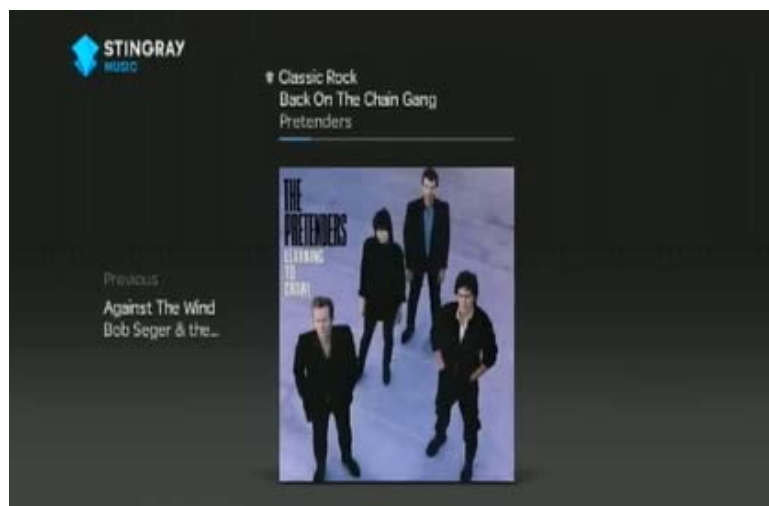 STINGRAY
MUSIC
Classic Rock
Back On The Chain Gang
Pretenders
THE
PRETENDERS
LEARNING
TO
CRAWL
Previous
Against The Wind
Bob Seger & the...